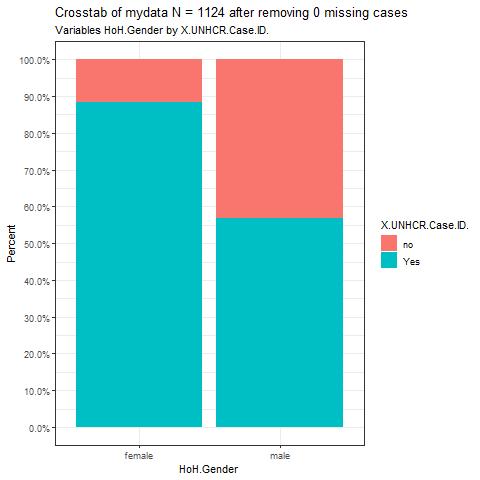 Crosstab of mydata N = 1124 after removing 0 missing cases
Variables HoH.Gender by X.UNHCR.Case.ID.
100.0%
90.0%
80.0%
70.0%
60.0%
50.0%
40.0%
30.0%
20.0%
10.0%
0.0%
Percent
female
male
HoH.Gender
X.UNHCR.Case.ID.
no
Yes